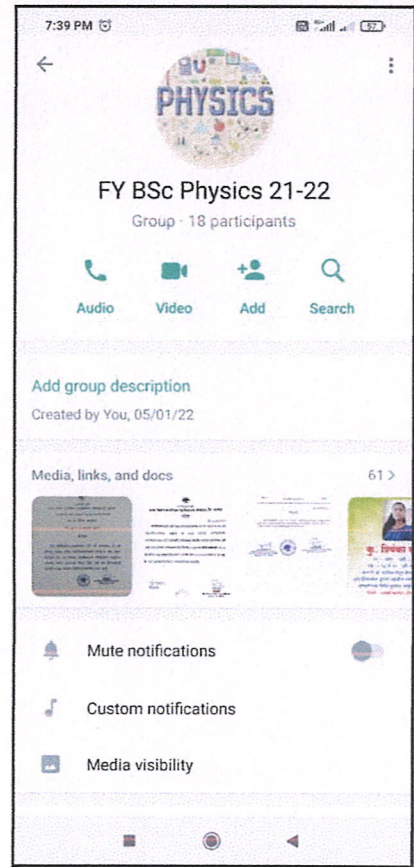 7:39 PM
57
PHYSICS
FY BSc Physics 21-22
Group · 18 participants
Audio Video Add Search
Add group description
Created by You, 05/01/22
Media, links, and docs 61 >
कु. प्रियंका
Mute notifications
Custom notifications
Media visibility